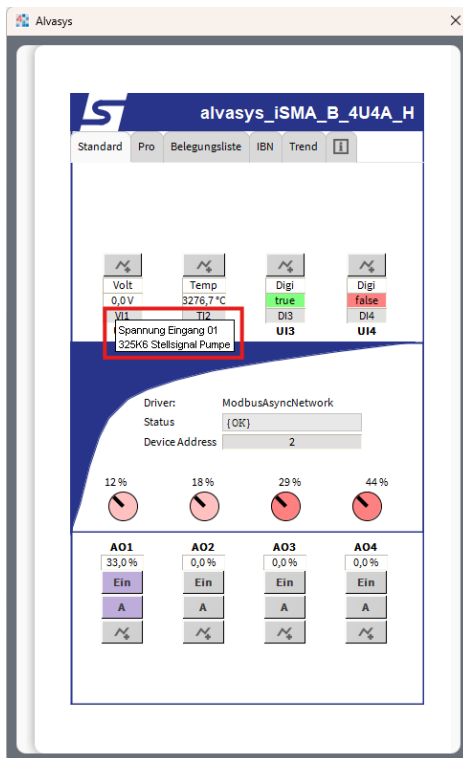 Alvasys
alvasys_iSMA_B_4U4A_H
Standard Pro Belegungsliste IBN Trend i
Volt Temp Digi Digi
0,0 V 3276,7 °C true false
VI1 TI2 DI3 DI4
Spannung Eingang 01
325K6 Stellsignal Pumpe
UI3 UI4
Driver: ModbusAsyncNetwork
Status {OK}
Device Address 2
12 % 18 % 29 % 44 %
AO1 AO2 AO3 AO4
33,0 % 0,0 % 0,0 % 0,0 %
Ein Ein Ein Ein
A A A A